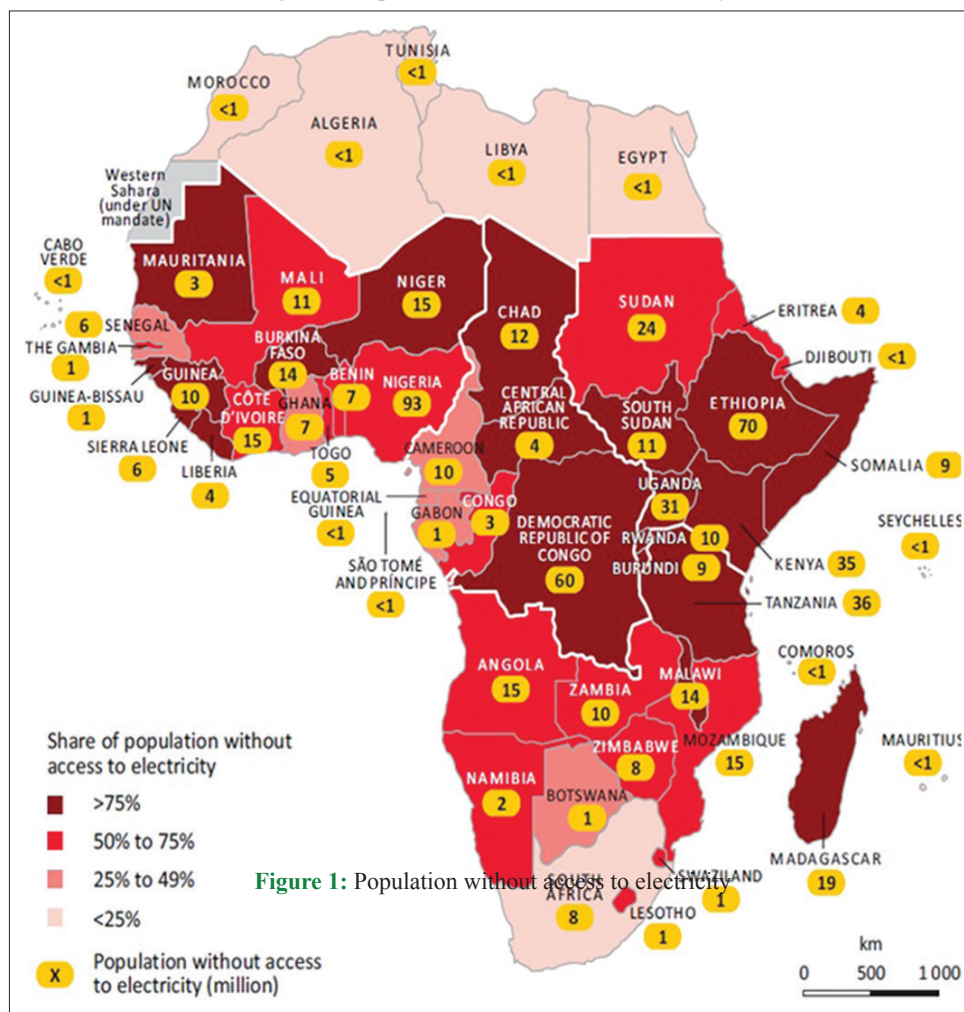 TUNISIA
<1
MOROCCO
<1
ALGERIA
<1
LIBYA
<1
EGYPT
<1
Western
Sahara
(under UN
mandate)
CABO
VERDE
<1
MAURITANIA
3
MALI
11
NIGER
15
CHAD
12
SUDAN
24
ERITREA 4
6 SENEGAL
THE GAMBIA
1
BURKINA
FASO
14
DJIBOUTI <1
GUINEA
10
BENIN
7
NIGERIA
93
GUINEA-BISSAU
1
CÔTE
D'IVOIRE
15
GHANA
7
CENTRAL
AFRICAN
REPUBLIC
4
SOUTH
SUDAN
11
ETHIOPIA
70
SIERRA LEONE
6
LIBERIA
4
TOGO
5
CAMEROON
10
SOMALIA 9
EQUATORIAL
GUINEA
<1
GABON
1
CONGO
3
UGANDA
31
SEYCHELLES
<1
DEMOCRATIC
REPUBLIC OF
CONGO
60
RWANDA 10
BURUNDI 9
KENYA 35
SÃO TOMÉ
AND PRÍNCIPE
<1
TANZANIA 36
COMOROS
<1
ANGOLA
15
ZAMBIA
10
MALAWI
14
Share of population without
access to electricity
>75%
50% to 75%
25% to 49%
<25%
X Population without access
to electricity (million)
ZIMBABWE
8
MOZAMBIQUE
15
MAURITIUS
<1
NAMIBIA
2
BOTSWANA
1
MADAGASCAR
19
Figure 1: Population without access to electricity
SOUTH
AFRICA
8
SWAZILAND
1
LESOTHO
1
km
0 500 1 000